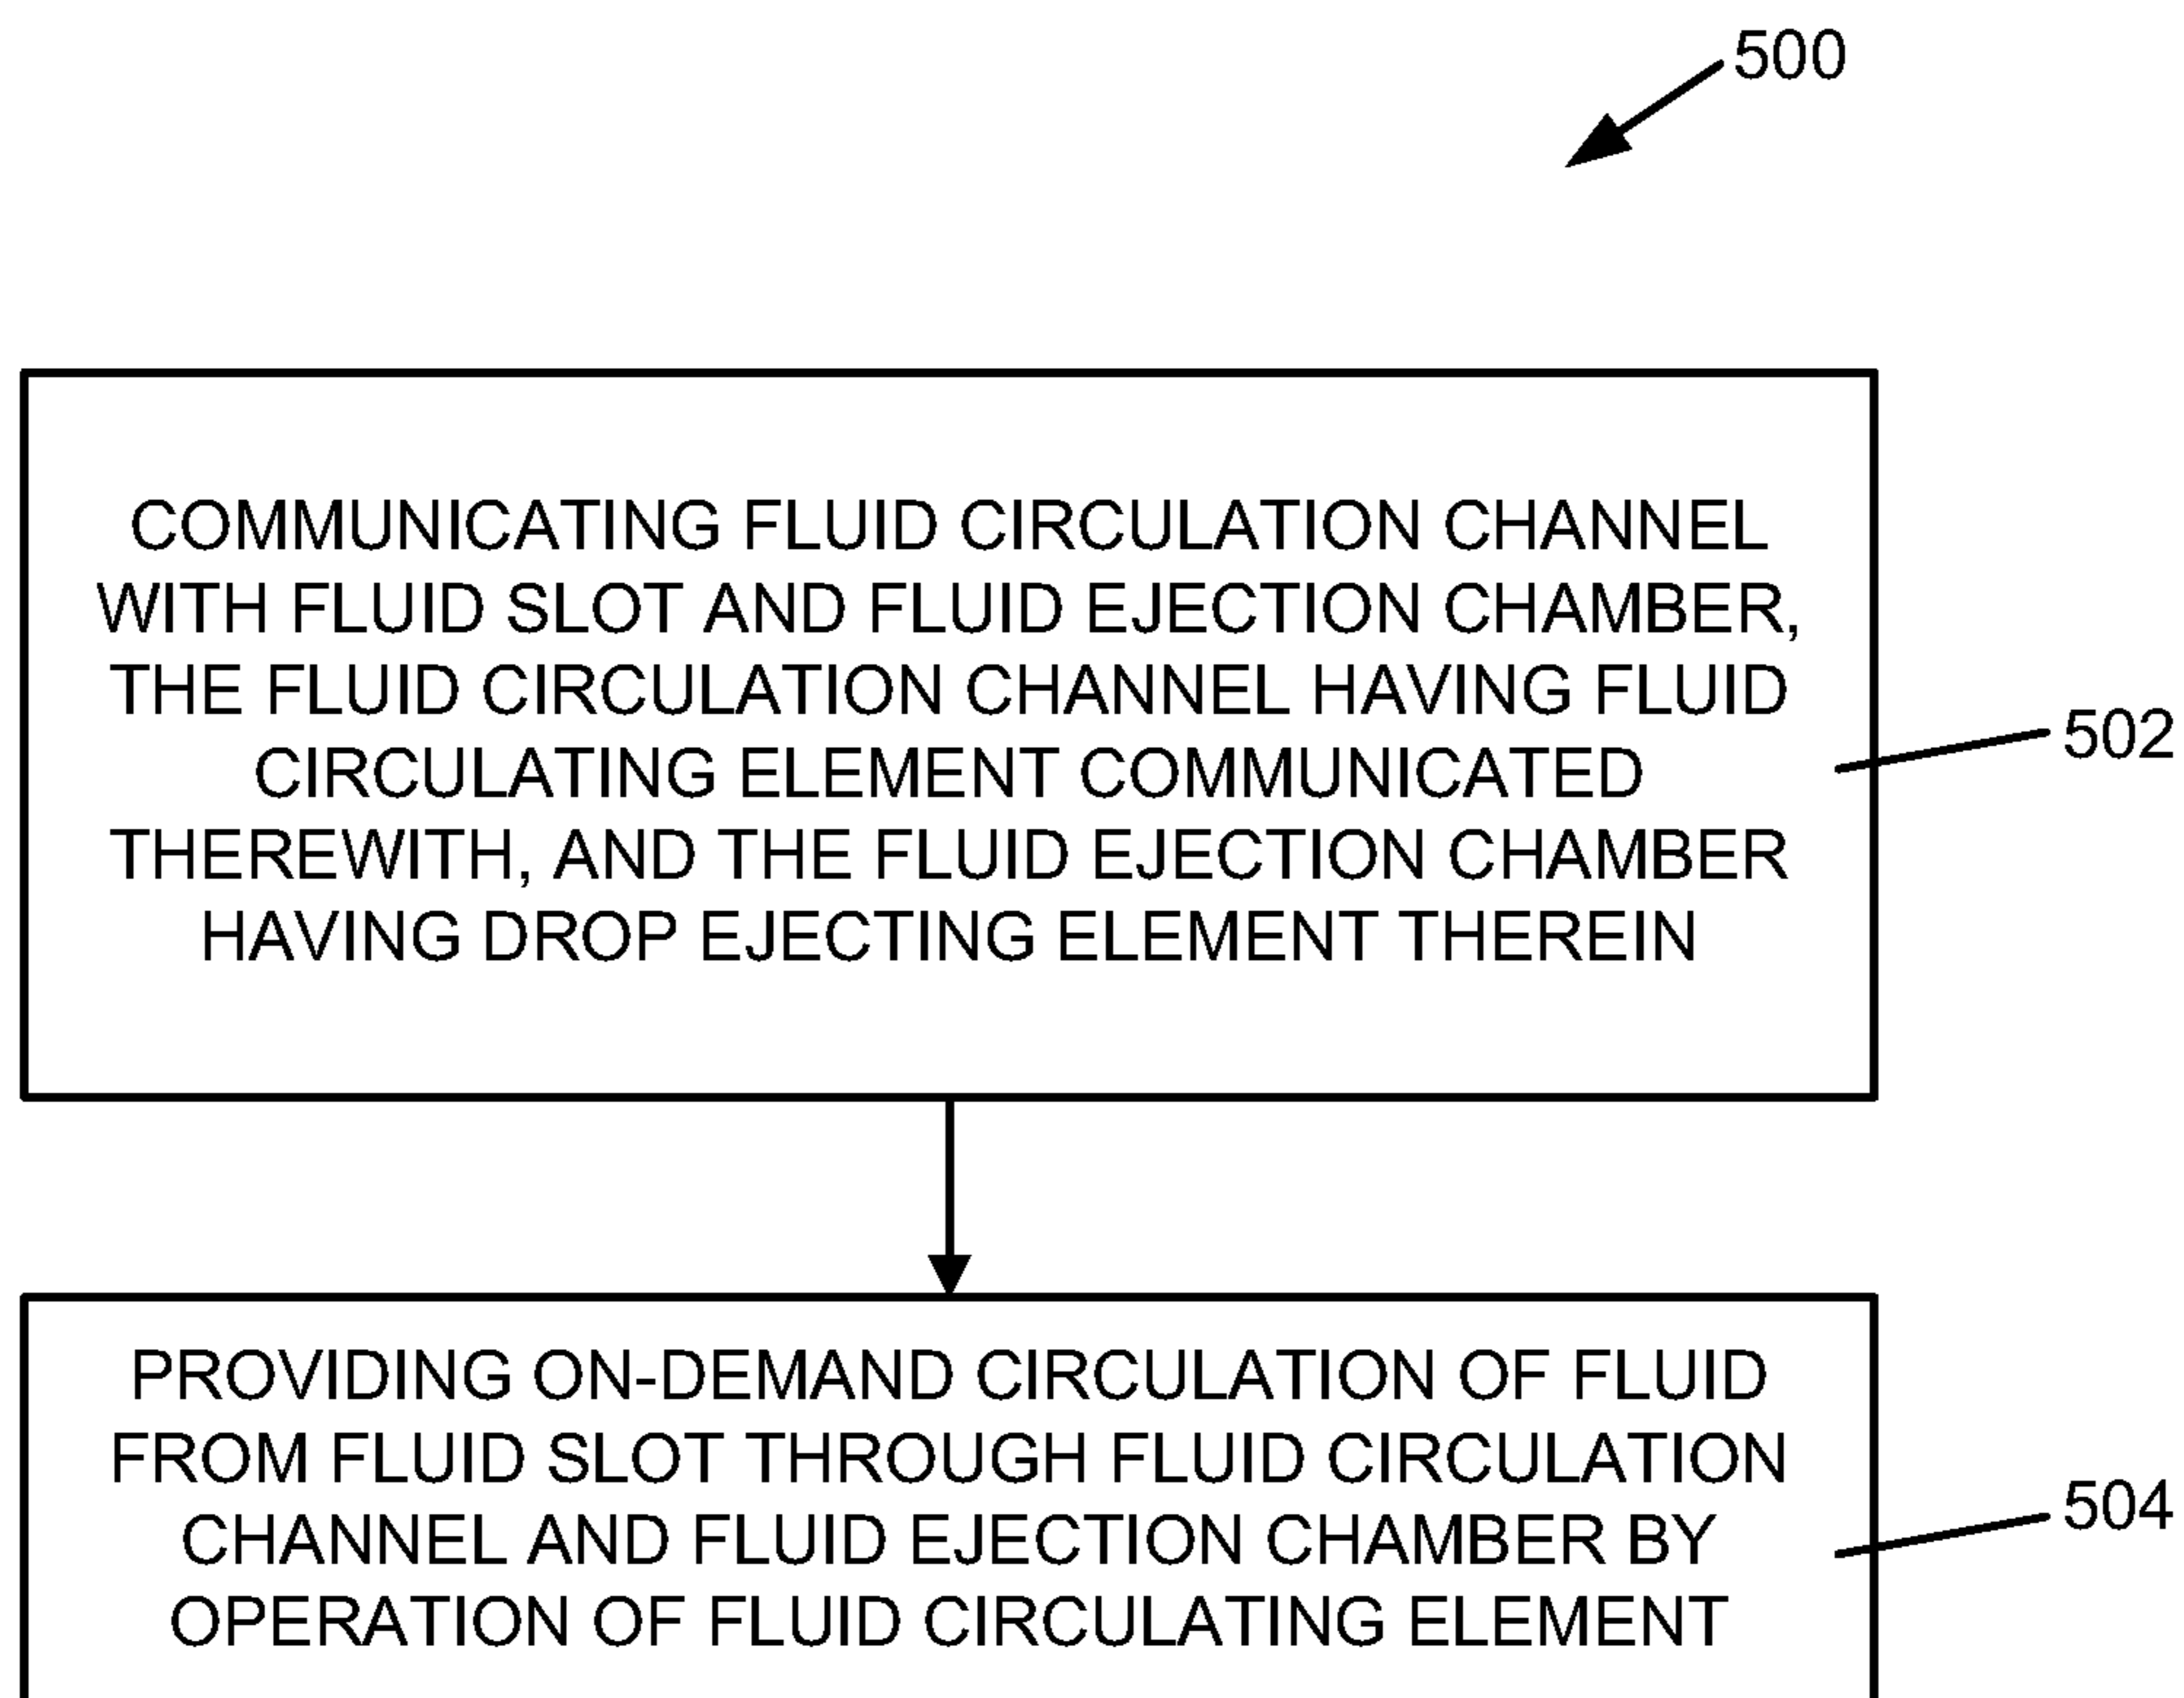 500
COMMUNICATING FLUID CIRCULATION CHANNEL
WITH FLUID SLOT AND FLUID EJECTION CHAMBER,
THE FLUID CIRCULATION CHANNEL HAVING FLUID
CIRCULATING ELEMENT COMMUNICATED
THEREWITH, AND THE FLUID EJECTION CHAMBER
HAVING DROP EJECTING ELEMENT THEREIN
502
PROVIDING ON-DEMAND CIRCULATION OF FLUID
FROM FLUID SLOT THROUGH FLUID CIRCULATION
CHANNEL AND FLUID EJECTION CHAMBER BY
OPERATION OF FLUID CIRCULATING ELEMENT
504